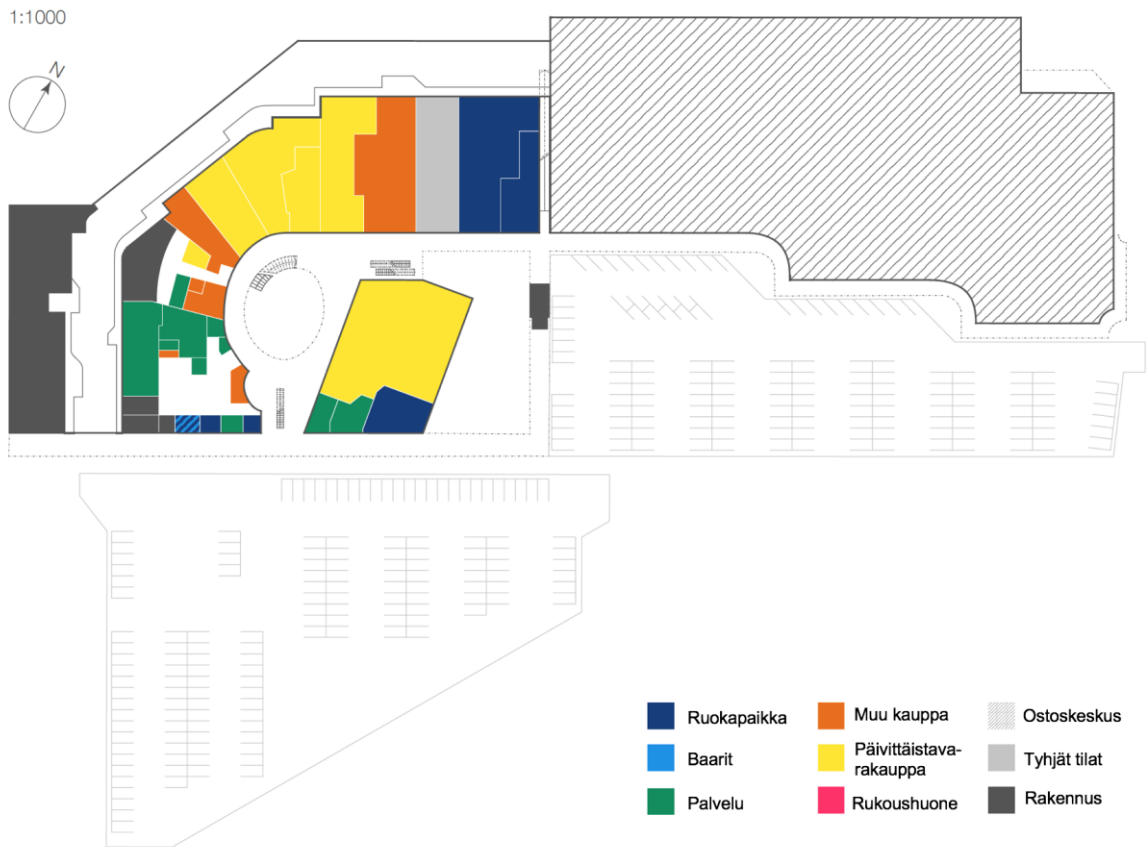 1:1000
N
Ruokapaikka
Muu kauppa
Ostoskeskus
Baarit
Päivittäistava-
rakauppa
Tyhjät tilat
Palvelu
Rukoushuone
Rakennus